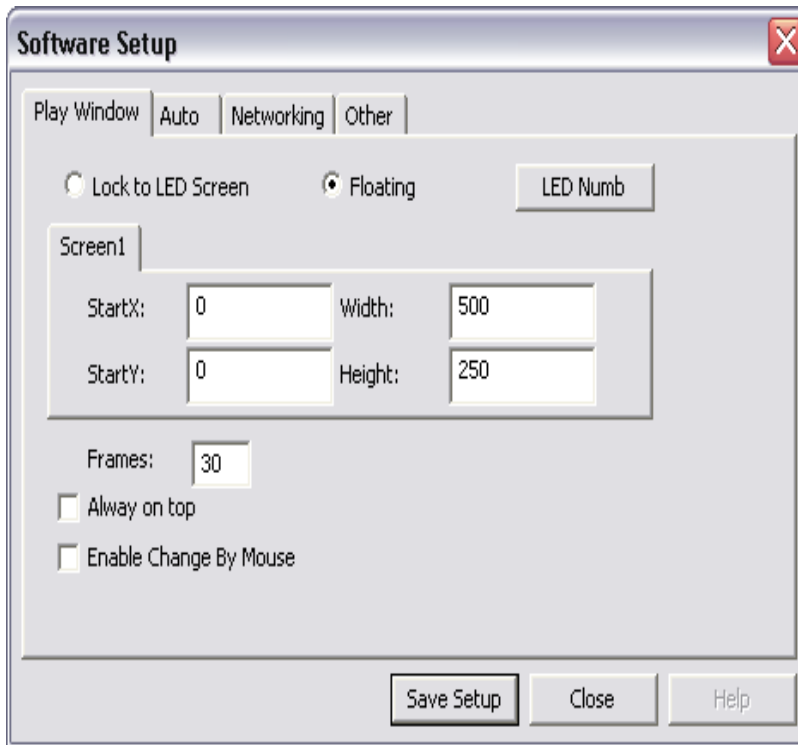 Software Setup
Play Window Auto Networking Other
Lock to LED Screen Floating LED Numb
Screen1
StartX: 0 Width: 500
StartY: 0 Height: 250
Frames: 30
Alway on top
Enable Change By Mouse
Save Setup Close Help